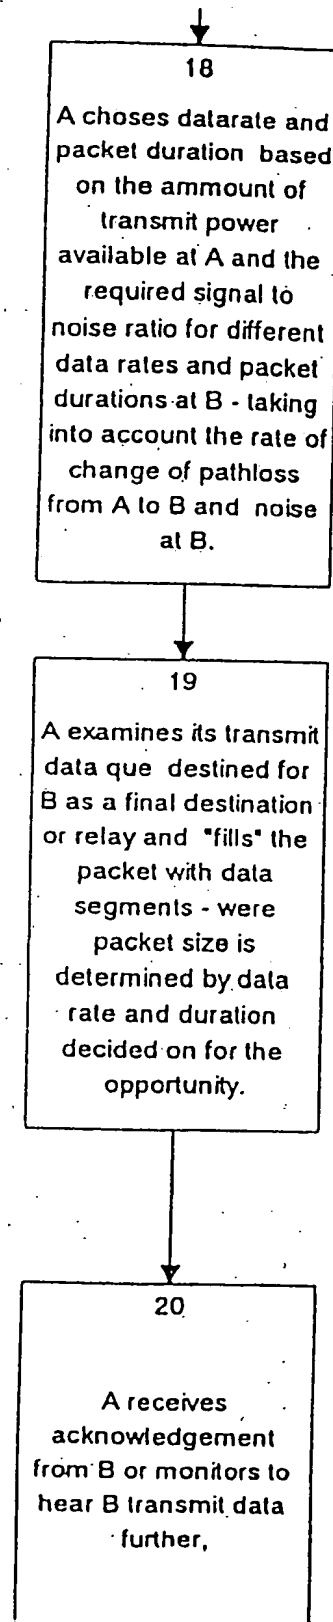 18
A choses datarate and
packet duration based
on the ammount of
transmit power
available at A and the
required signal to
noise ratio for different
data rates and packet
durations at B - taking
into account the rate of
change of pathloss
from A to B and noise
at B.
19
A examines its transmit
data que destined for
B as a final destination
or relay and "fills" the
packet with data
segments - were
packet size is
determined by data
rate and duration
decided on for the
opportunity.
20
A receives
acknowledgement
from B or monitors to
hear B transmit data
further,